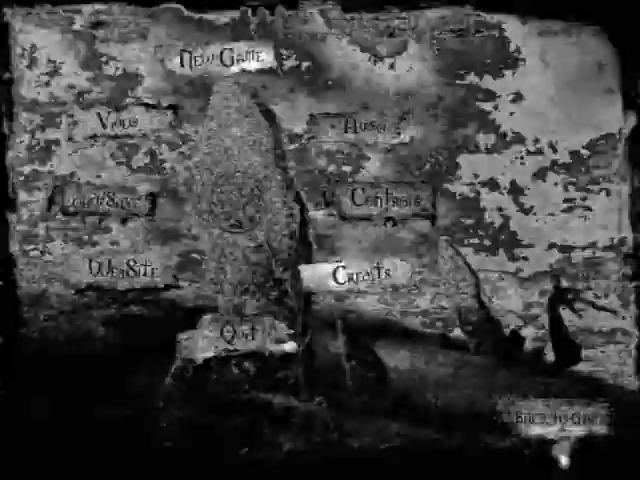 New Game
Video
Audio
Load/Save
Controls
WebSite
Credits
Quit
Back to Game